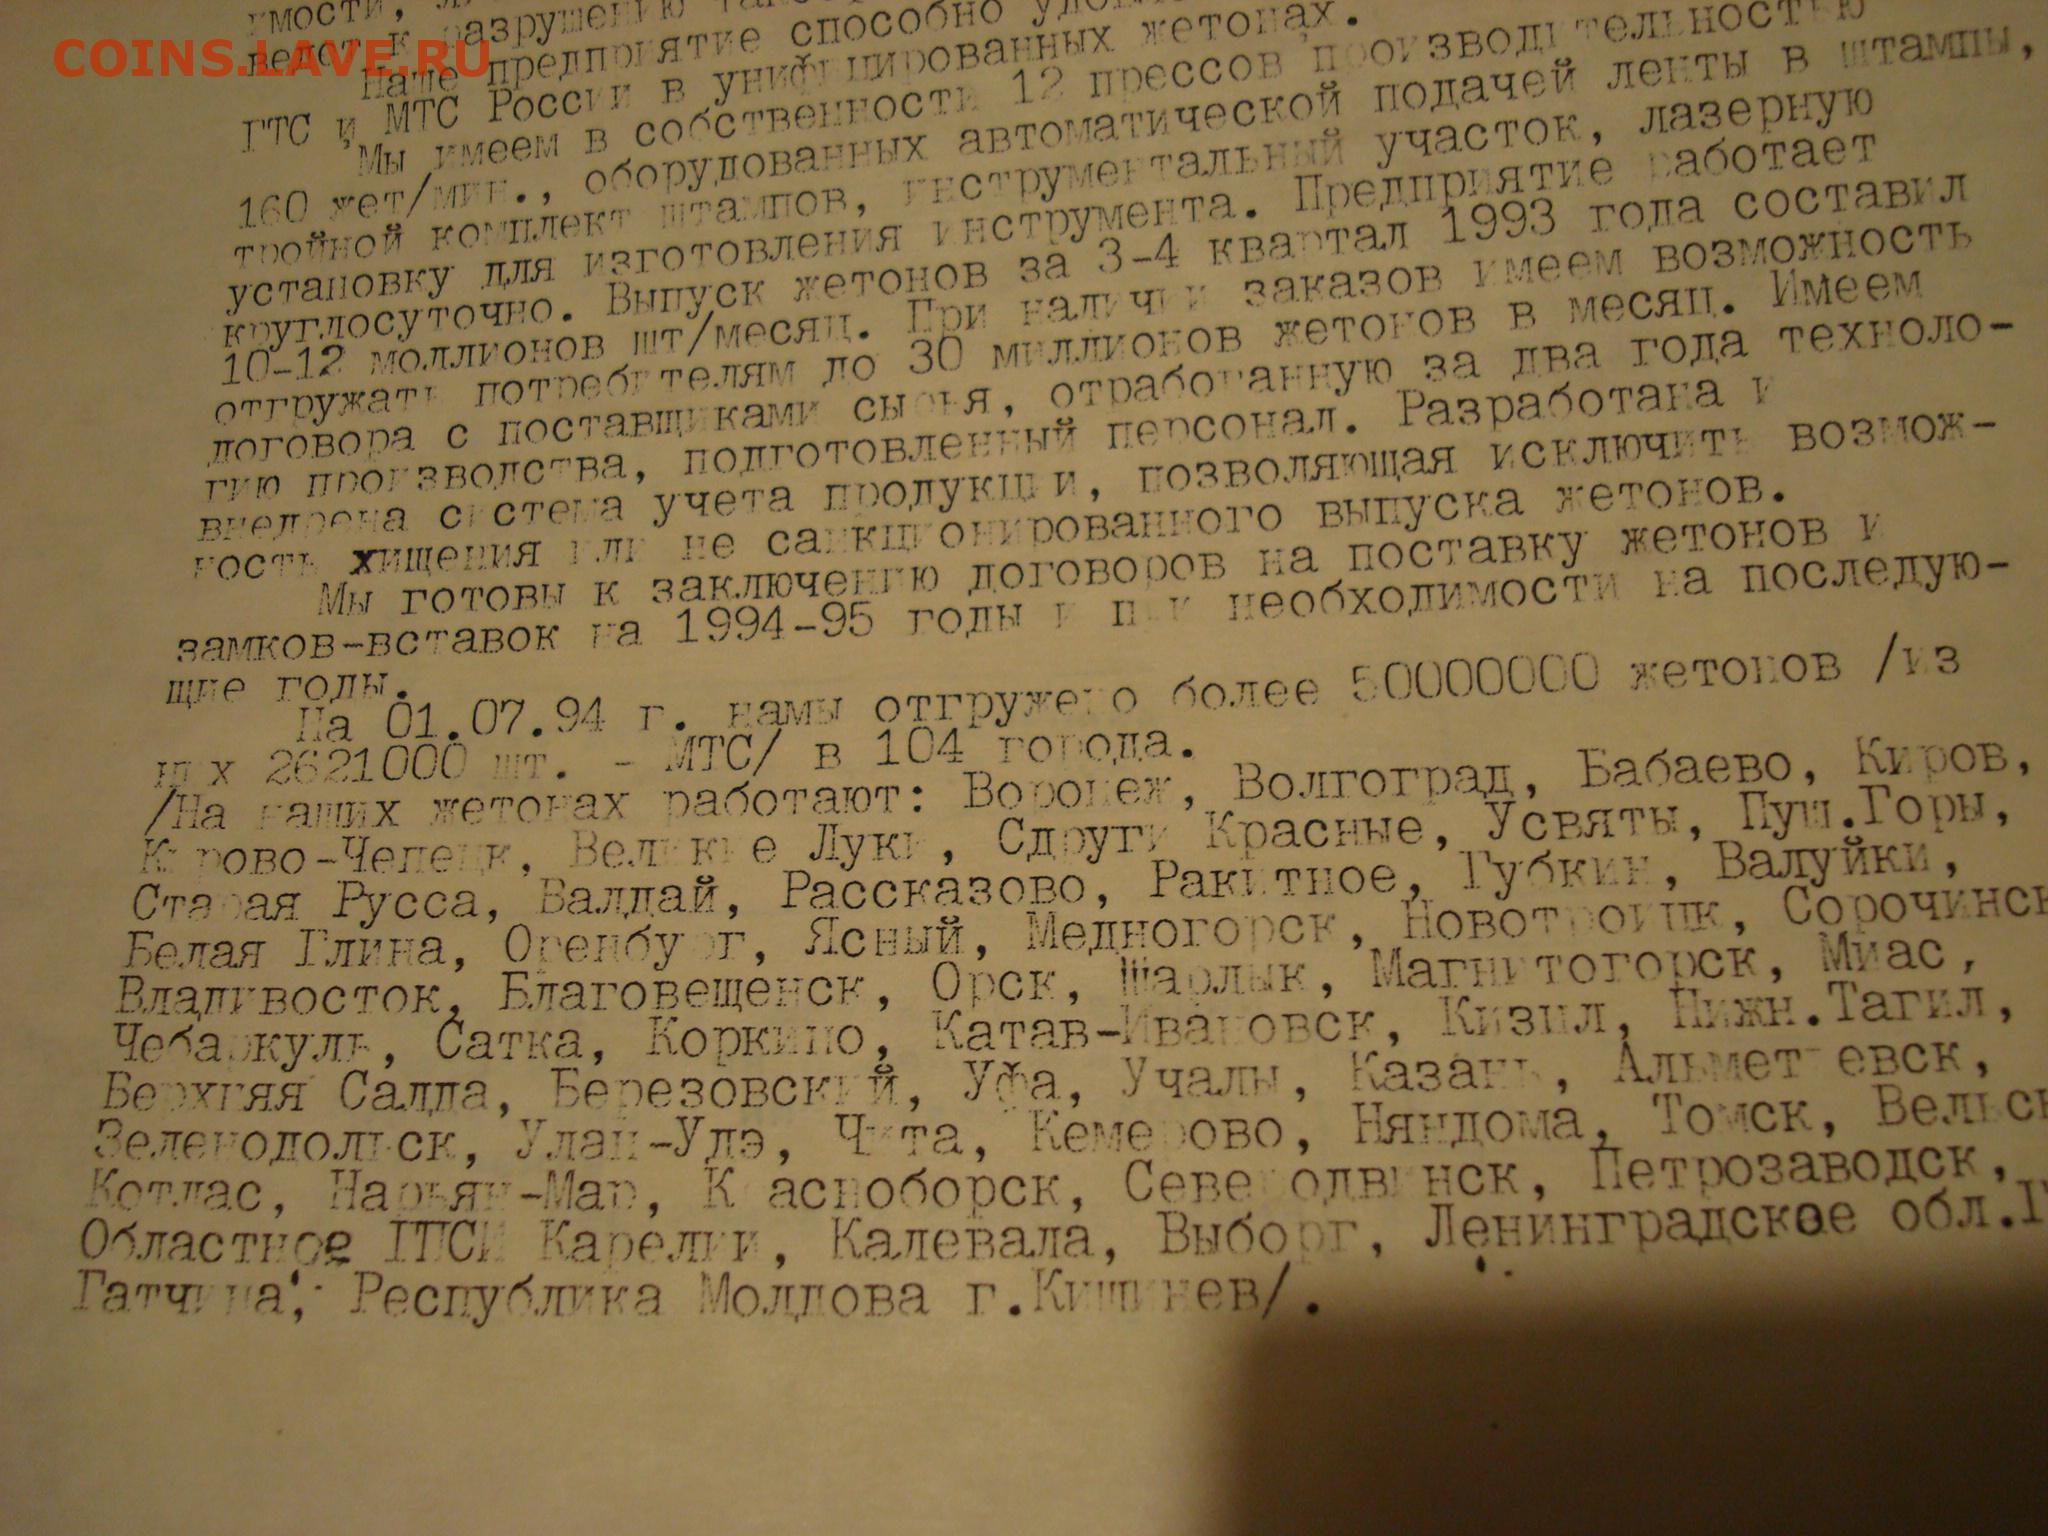 COINS.LAVE.RU
имости,
ведет к разрушению
Наше предприятие способно
ГТС и МТС России в унифицированных жетонах.
Мы имеем в собственности 12 прессов производительностью
160 жет/мин., оборудованных автоматической подачей ленты в штампы,
тройной комплект штампов, инструментальный участок, лазерную
установку для изготовления инструмента. Предприятие работает
круглосуточно. Выпуск жетонов за 3-4 квартал 1993 года составил
10-12 моллионов шт/месяц. При наличии заказов имеем возможность
отгружать потребителям до 30 миллионов жетонов в месяц. Имеем
договора с поставщиками сырья, отработанную за два года техноло-
гию производства, подготовленный персонал. Разработана и
внедрена система учета продукции, позволяющая исключить возмож-
ность хищения или не санкционированного выпуска жетонов.
Мы готовы к заключению договоров на поставку жетонов и
замков-вставок на 1994-95 годы и при необходимости на последую-
щие годы.
На 01.07.94 г. нами отгружено более 50000000 жетонов /из
них 2621000 шт. - МТС/ в 104 города.
/На наших жетонах работают: Воронеж, Волгоград, Бабаево, Киров,
Кирово-Чепецк, Великие Луки, Сдруги Красные, Усвяты, Пуш.Горы,
Старая Русса, Валдай, Рассказово, Ракитное, Губкин, Валуйки,
Белая Глина, Оренбург, Ясный, Медногорск, Новотроицк, Сорочинск
Владивосток, Благовещенск, Орск, Шарлык, Магнитогорск, Миас,
Чебаркуль, Сатка, Коркино, Катав-Ивановск, Кизил, Нижн.Тагил,
Верхняя Салда, Березовский, Уфа, Учалы, Казань, Альметьевск,
Зеленодольск, Улан-Удэ, Чита, Кемерово, Няндома, Томск, Вельск
Котлас, Нарьян-Мар, Красноборск, Северодвинск, Петрозаводск,
Областное ППСИ Карелии, Калевала, Выборг, Ленинградское обл.
Гатчина, Республика Молдова г.Кишинев/.